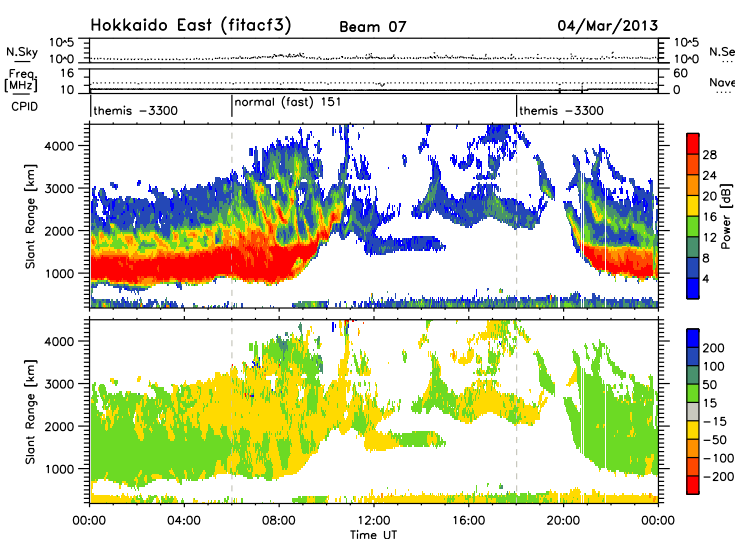 Hokkaido East (fitacf3) Beam 07 04/Mar/2013
N.Sky 10^5 10^0 10^5 10^0 N.Se
Freq. [MHz] 16 10 60 0 Nave
CPID themis -3300 normal (fast) 151 themis -3300
Slant Range [km]
4000
3000
2000
1000
28
24
20
16
12
8
4
Power [dB]
Slant Range [km]
4000
3000
2000
1000
200
100
50
15
-15
-50
-100
-200
00:00 04:00 08:00 12:00 16:00 20:00 00:00
Time UT